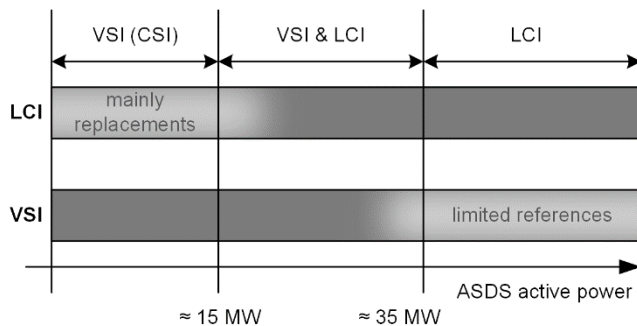 VSI (CSI) VSI & LCI LCI
LCI mainly
replacements
VSI limited references
ASDS active power
≈ 15 MW ≈ 35 MW